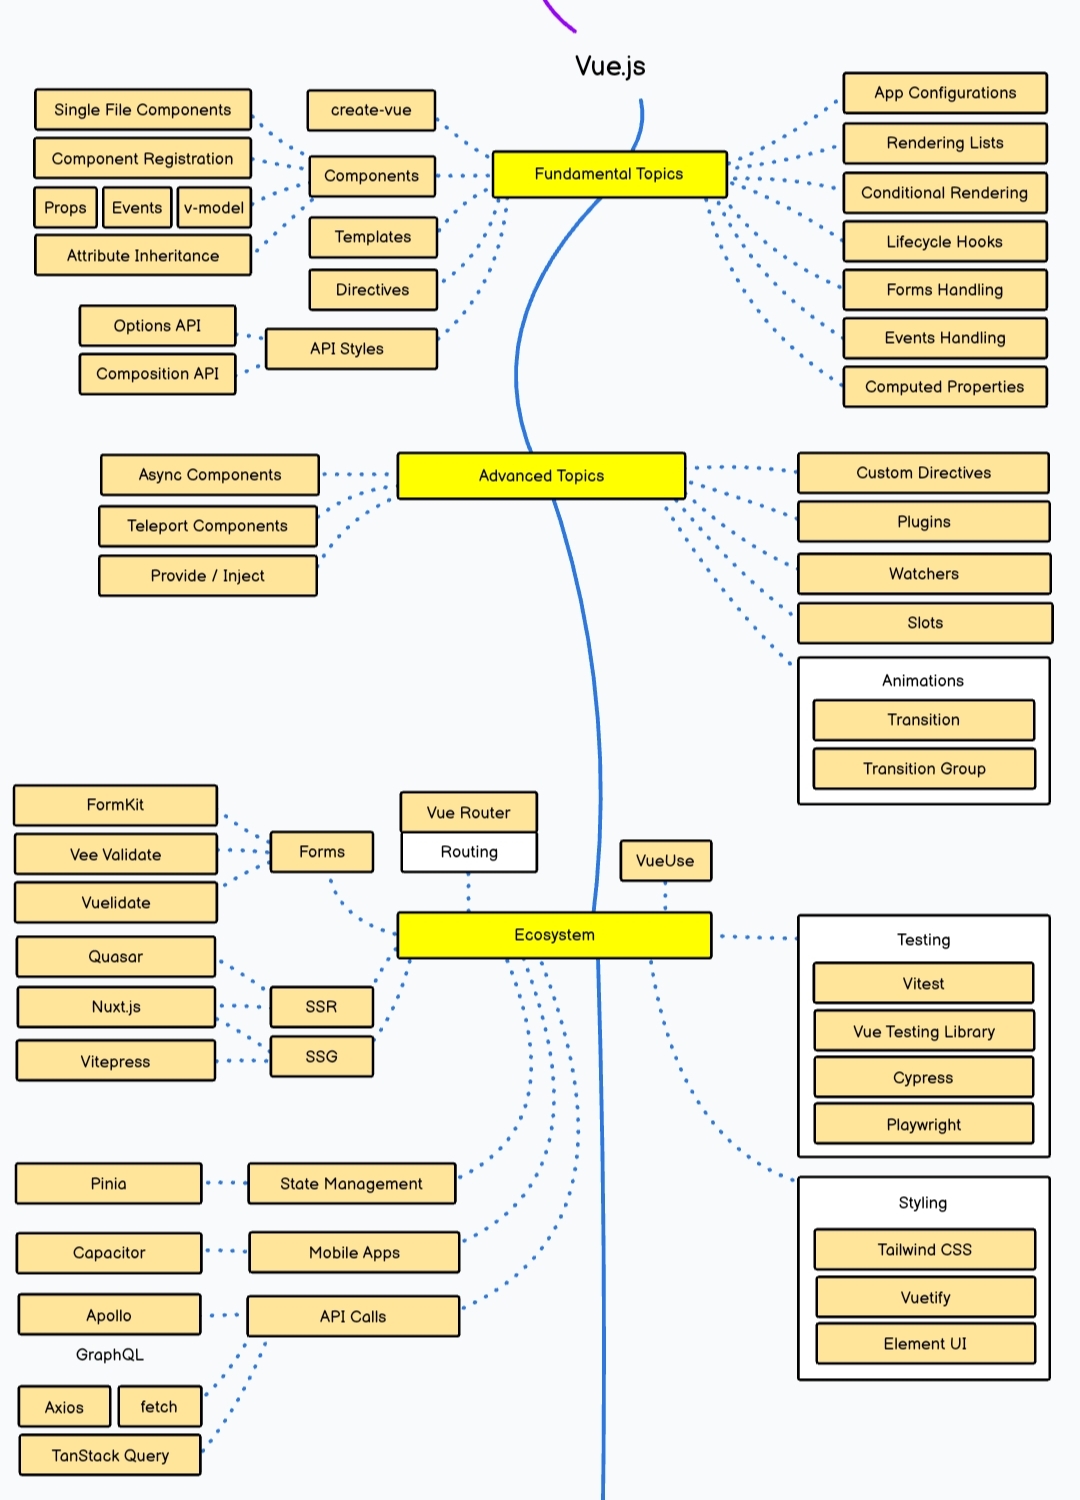 Vue.js
Single File Components
Component Registration
Props
Events
v-model
Attribute Inheritance
create-vue
Components
Templates
Directives
API Styles
Options API
Composition API
Fundamental Topics
App Configurations
Rendering Lists
Conditional Rendering
Lifecycle Hooks
Forms Handling
Events Handling
Computed Properties
Async Components
Teleport Components
Provide / Inject
Advanced Topics
Custom Directives
Plugins
Watchers
Slots
Animations
Transition
Transition Group
FormKit
Vee Validate
Vuelidate
Forms
Vue Router
Routing
VueUse
Ecosystem
Quasar
Nuxt.js
Vitepress
SSR
SSG
Testing
Vitest
Vue Testing Library
Cypress
Playwright
Styling
Tailwind CSS
Vuetify
Element UI
Pinia
State Management
Capacitor
Mobile Apps
Apollo
API Calls
GraphQL
Axios
fetch
TanStack Query